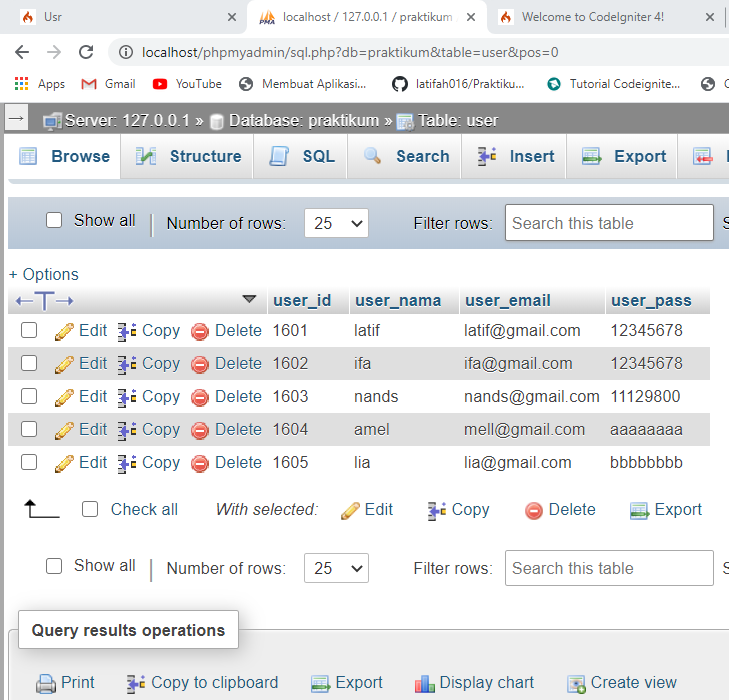 Usr
localhost / 127.0.0.1 / praktikum
Welcome to CodeIgniter 4!
localhost/phpmyadmin/sql.php?db=praktikum&table=user&pos=0
Apps Gmail YouTube Membuat Aplikasi... latifah016/Praktiku... Tutorial Codeignite...
Server: 127.0.0.1 » Database: praktikum » Table: user
Browse Structure SQL Search Insert Export
Show all Number of rows: 25 Filter rows: Search this table
+ Options
←T→ user_id user_nama user_email user_pass
Edit Copy Delete 1601 latif latif@gmail.com 12345678
Edit Copy Delete 1602 ifa ifa@gmail.com 12345678
Edit Copy Delete 1603 nands nands@gmail.com 11129800
Edit Copy Delete 1604 amel mell@gmail.com aaaaaaaa
Edit Copy Delete 1605 lia lia@gmail.com bbbbbbbb
Check all With selected: Edit Copy Delete Export
Show all Number of rows: 25 Filter rows: Search this table
Query results operations
Print Copy to clipboard Export Display chart Create view